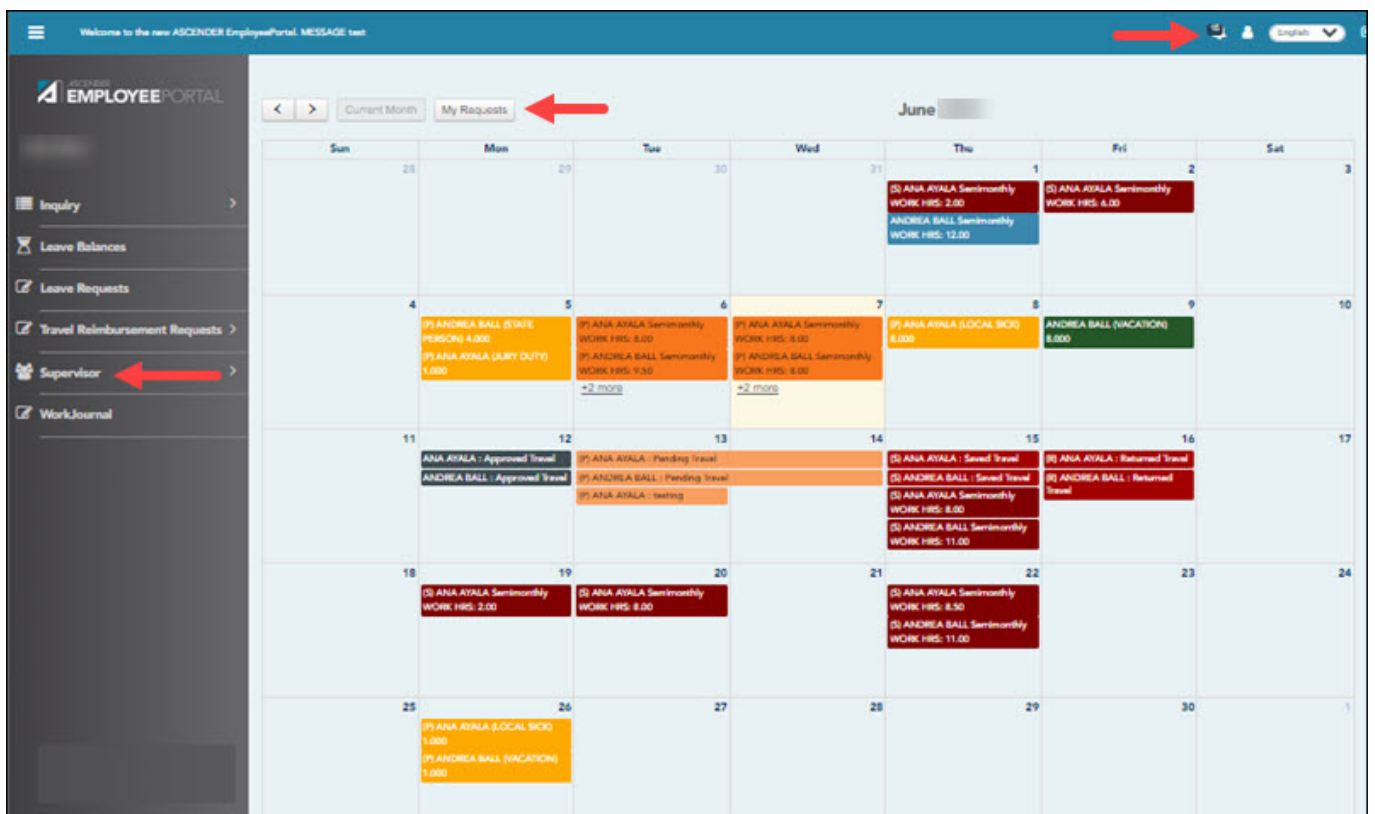 Welcome to the new ASCENDER EmployeePortal. MESSAGE test
English
ASCENDER
EMPLOYEEPORTAL
Inquiry
Leave Balances
Leave Requests
Travel Reimbursement Requests
Supervisor
WorkJournal
Current Month
My Requests
June
Sun Mon Tue Wed Thu Fri Sat
28 29 30 31 1 2 3
(S) ANA AYALA Semimonthly
WORK HRS: 2.00
ANDREA BALL Semimonthly
WORK HRS: 12.00
(S) ANA AYALA Semimonthly
WORK HRS: 6.00
4 5 6 7 8 9 10
(P) ANDREA BALL (STATE
PERSON) 4.000
(P) ANA AYALA (JURY DUTY)
1.000
(P) ANA AYALA Semimonthly
WORK HRS: 8.00
(P) ANDREA BALL Semimonthly
WORK HRS: 9.50
+2 more
(P) ANA AYALA Semimonthly
WORK HRS: 8.00
(P) ANDREA BALL Semimonthly
WORK HRS: 8.00
+2 more
(P) ANA AYALA (LOCAL SICK)
8.000
ANDREA BALL (VACATION)
8.000
11 12 13 14 15 16 17
ANA AYALA : Approved Travel
ANDREA BALL : Approved Travel
(P) ANA AYALA : Pending Travel
(P) ANDREA BALL : Pending Travel
(P) ANA AYALA : testing
(S) ANA AYALA : Saved Travel
(S) ANDREA BALL : Saved Travel
(S) ANA AYALA Semimonthly
WORK HRS: 8.00
(S) ANDREA BALL Semimonthly
WORK HRS: 11.00
(R) ANA AYALA : Returned Travel
(R) ANDREA BALL : Returned
Travel
18 19 20 21 22 23 24
(S) ANA AYALA Semimonthly
WORK HRS: 2.00
(S) ANA AYALA Semimonthly
WORK HRS: 8.00
(S) ANA AYALA Semimonthly
WORK HRS: 8.50
(S) ANDREA BALL Semimonthly
WORK HRS: 11.00
25 26 27 28 29 30 1
(P) ANA AYALA (LOCAL SICK)
1.000
(P) ANDREA BALL (VACATION)
1.000